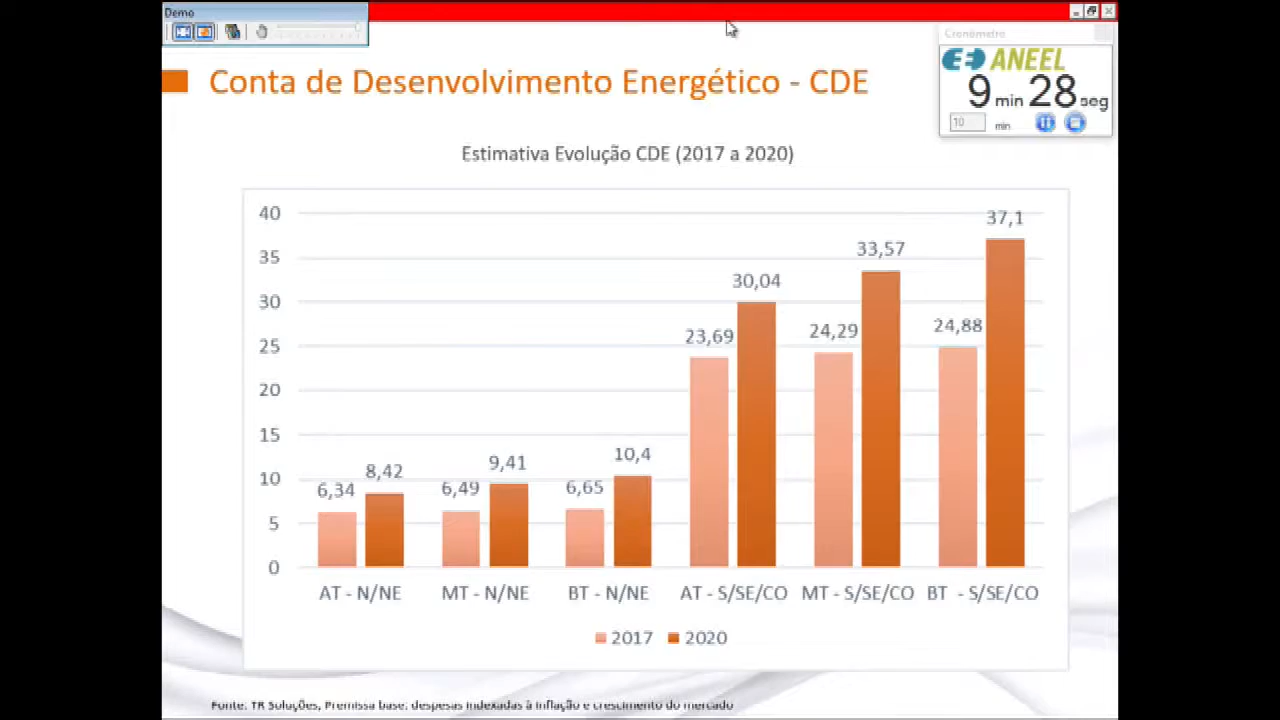 Demo
Cronômetro
ANEEL
9 min 28 seg
10 min
Conta de Desenvolvimento Energético - CDE
Estimativa Evolução CDE (2017 a 2020)
40
35
30
25
20
15
10
5
0
6,34 8,42 6,49 9,41 6,65 10,4 23,69 30,04 24,29 33,57 24,88 37,1
AT - N/NE MT - N/NE BT - N/NE AT - S/SE/CO MT - S/SE/CO BT - S/SE/CO
2017 2020
Fonte: TR Soluções, Premissa base: despesas indexadas à inflação e crescimento do mercado